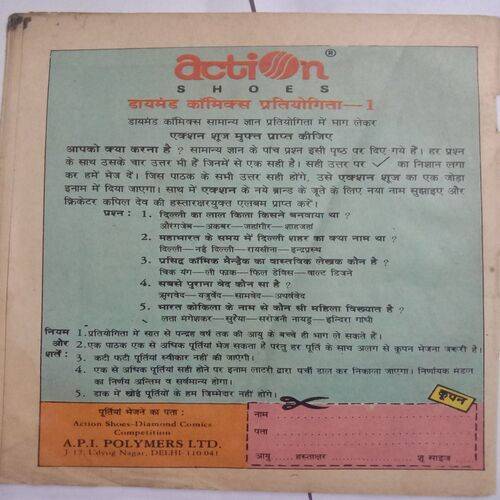 action®
SHOES
डायमंड कॉमिक्स प्रतियोगिता—1
डायमंड कॉमिक्स सामान्य ज्ञान प्रतियोगिता में भाग लेकर
एक्शन शूज मुफ्त प्राप्त कीजिए
आपको क्या करना है ? सामान्य ज्ञान के पाँच प्रश्न इसी पृष्ठ पर दिए गये हैं। हर प्रश्न
के साथ उसके चार उत्तर भी हैं जिनमें से एक सही है। सही उत्तर पर ✓ का निशान लगा
कर हमें भेज दें। जिस पाठक के सभी उत्तर सही होंगे, उसे एक्शन शूज का एक जोड़ा
इनाम में दिया जाएगा। साथ में एक्शन के नये ब्रान्ड के जूते के लिए नया नाम सुझाइए और
क्रिकेटर कपिल देव की हस्ताक्षरयुक्त एलबम प्राप्त करें।
प्रश्न : 1. दिल्ली का लाल किला किसने बनवाया था ?
औरंगजेब—अकबर—जहांगीर—शाहजहां
2. महाभारत के समय में दिल्ली शहर का क्या नाम था ?
दिल्ली—नई दिल्ली—रायसीना—इन्द्रप्रस्थ
3. प्रसिद्ध कॉमिक मैन्ड्रैक का वास्तविक लेखक कौन है ?
चिक यंग—ली फाक—फिल डेविस—वाल्ट डिजने
4. सबसे पुराना वेद कौन सा है ?
ऋग्वेद—यजुर्वेद—सामवेद—अथर्ववेद
5. भारत कोकिला के नाम से कौन श्री महिला विख्यात है ?
लता मंगेशकर—सुरैया—सरोजनी नायडू—इन्दिरा गांधी
नियम 1. प्रतियोगिता में सात से पन्द्रह वर्ष तक की आयु के बच्चे ही भाग ले सकते हैं।
और 2. एक पाठक एक से अधिक पूर्तियां भेज सकता है परन्तु हर पूर्ति के साथ अलग से कूपन भेजना जरूरी है।
शर्तें: 3. कटी फटी पूर्तियां स्वीकार नहीं की जाएगी।
4. एक से अधिक पूर्तियां सही होने पर इनाम लाटरी द्वारा पर्ची डाल कर निकाला जाएगा। निर्णायक मंडल
का निर्णय अन्तिम व सर्वमान्य होगा।
5. डाक में खोई पूर्तियों के हम जिम्मेदार नहीं होंगे।
कूपन
पूर्तियां भेजने का पता :
Action Shoes-Diamond Comics
Competition
A.P.I. POLYMERS LTD.
J-17, Udyog Nagar, DELHI-110 041
नाम
पता
आयु हस्ताक्षर शू साइज